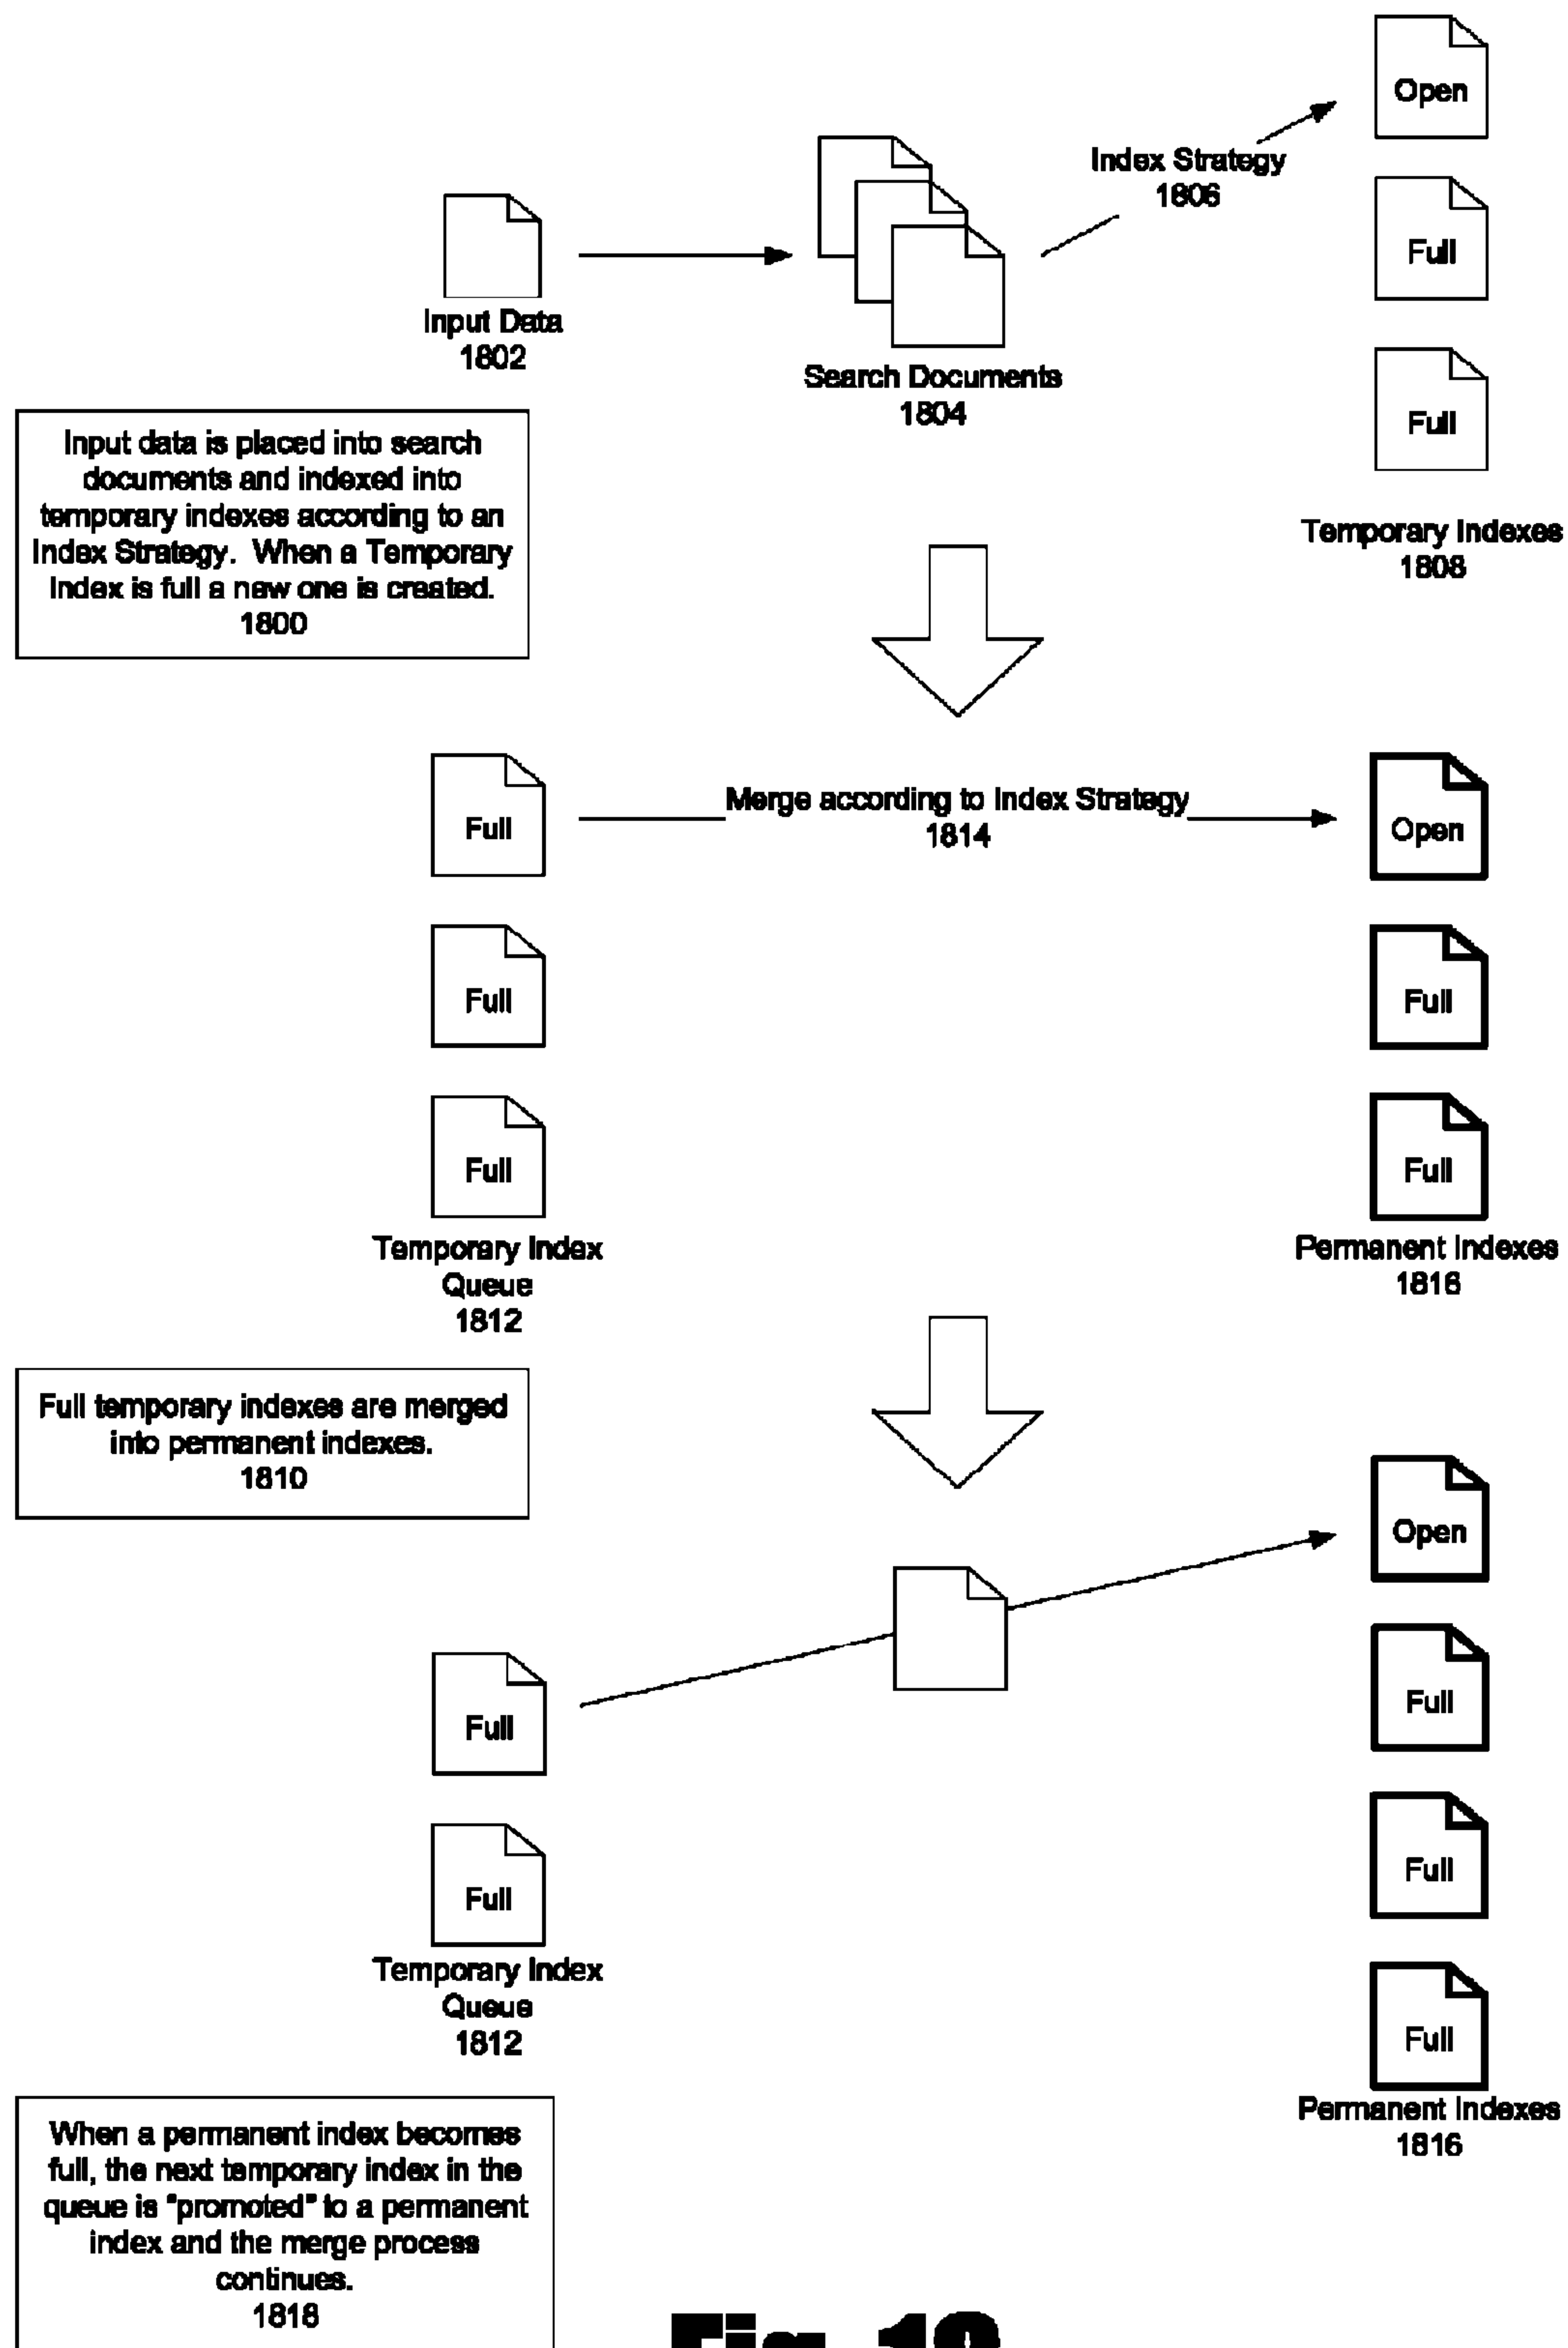 Open
Index Strategy
1806
Full
Input Data
1802
Search Documents
1804
Full
Temporary Indexes
1808
Input data is placed into search
documents and indexed into
temporary indexes according to an
Index Strategy. When a Temporary
Index is full a new one is created.
1800
Full
Merge according to Index Strategy
1814
Open
Full
Full
Full
Full
Temporary Index
Queue
1812
Permanent Indexes
1816
Full temporary indexes are merged
into permanent indexes.
1810
Open
Full
Full
Full
Full
Full
Temporary Index
Queue
1812
Permanent Indexes
1816
When a permanent index becomes
full, the next temporary index in the
queue is "promoted" to a permanent
index and the merge process
continues.
1818
Fig.